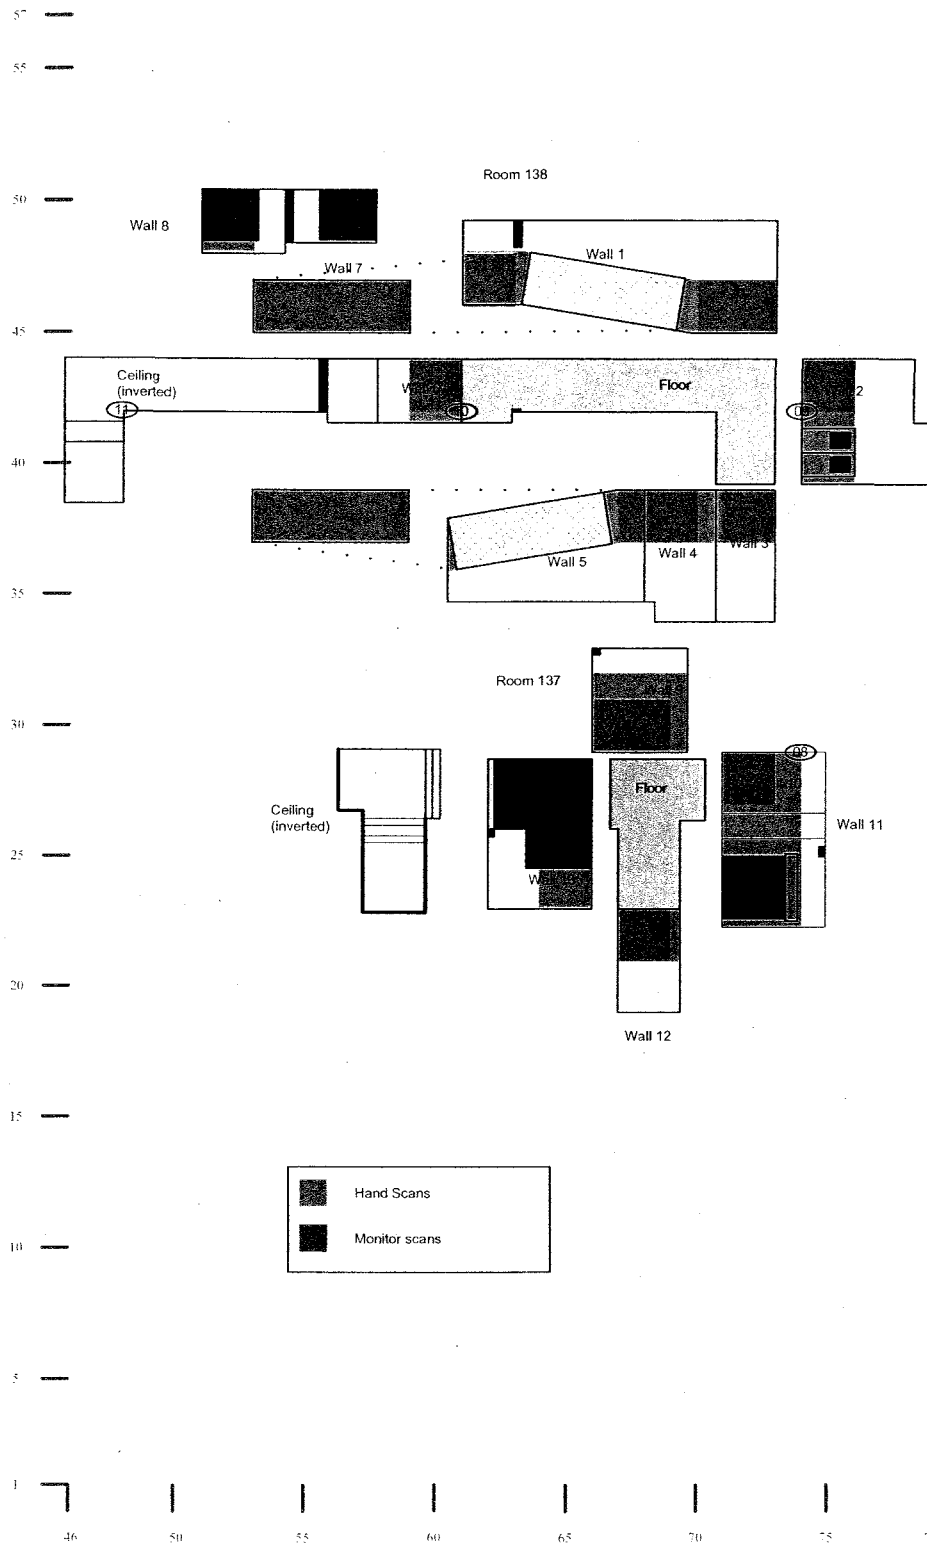 57
55
Room 138
50
Wall 8
Wall 1
Wall 7
45
Ceiling
(inverted)
Floor
2
11
40
35
Wall 5
Wall 4
Wall 3
Room 137
30
08
Ceiling
(inverted)
Floor
Wall 11
25
20
Wall 12
15
Hand Scans
Monitor scans
10
5
1
46
50
55
60
65
70
75